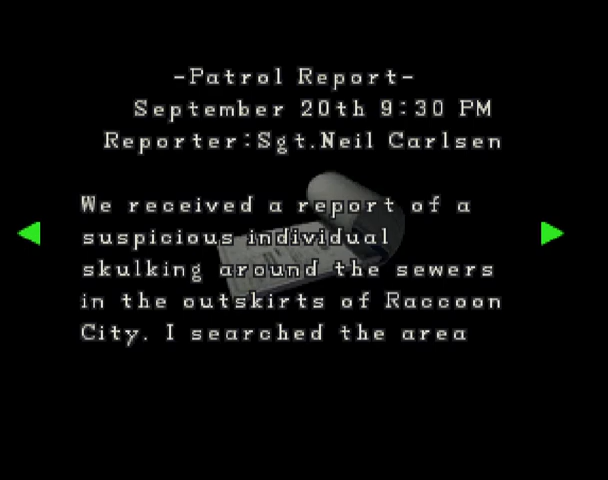 -Patrol Report-
September 20th 9:30 PM
Reporter:Sgt.Neil Carlsen
We received a report of a
suspicious individual
skulking around the sewers
in the outskirts of Raccoon
City. I searched the area